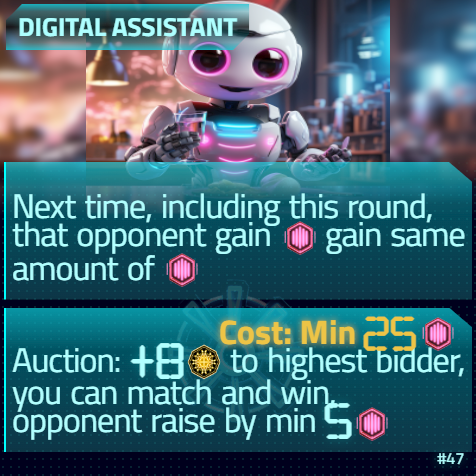 DIGITAL ASSISTANT
Next time, including this round,
that opponent gain gain same
amount of
Cost: Min 25
Auction: +8 to highest bidder,
you can match and win,
opponent raise by min 5
#47